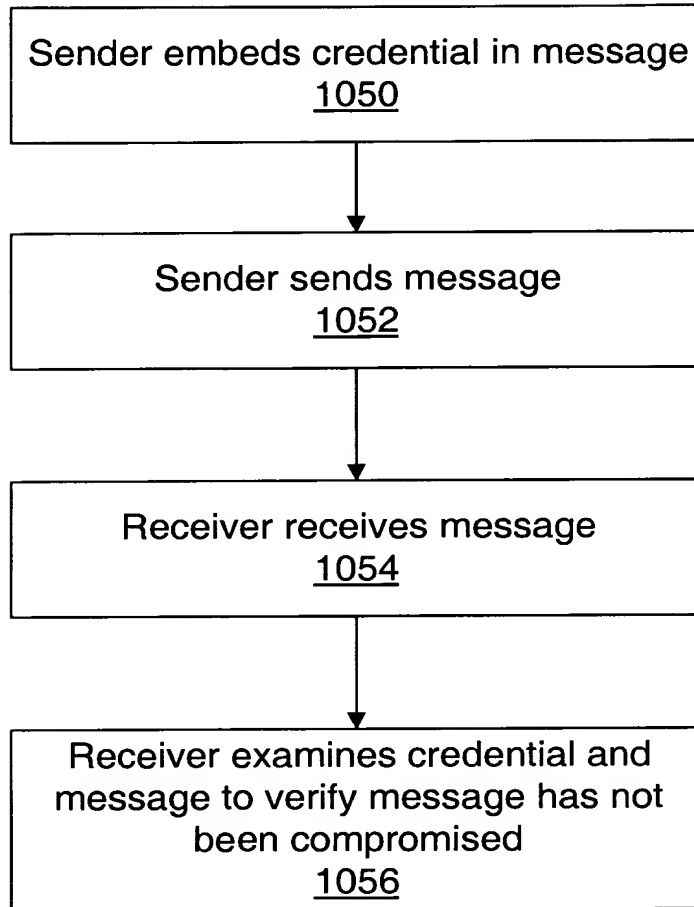 Sender embeds credential in message
1050
Sender sends message
1052
Receiver receives message
1054
Receiver examines credential and
message to verify message has not
been compromised
1056